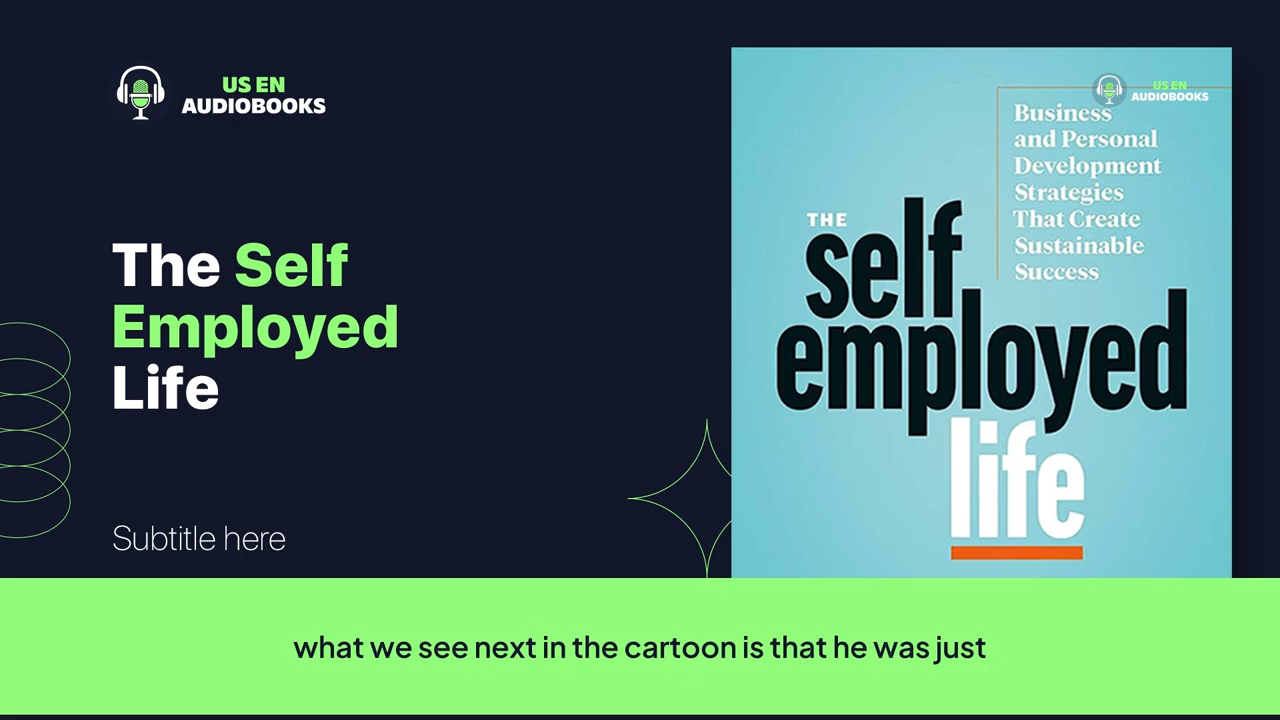 US EN
AUDIOBOOKS
The Self
Employed
Life
Subtitle here
US EN
AUDIOBOOKS
Business
and Personal
Development
Strategies
That Create
Sustainable
Success
THE
self
employed
life
what we see next in the cartoon is that he was just